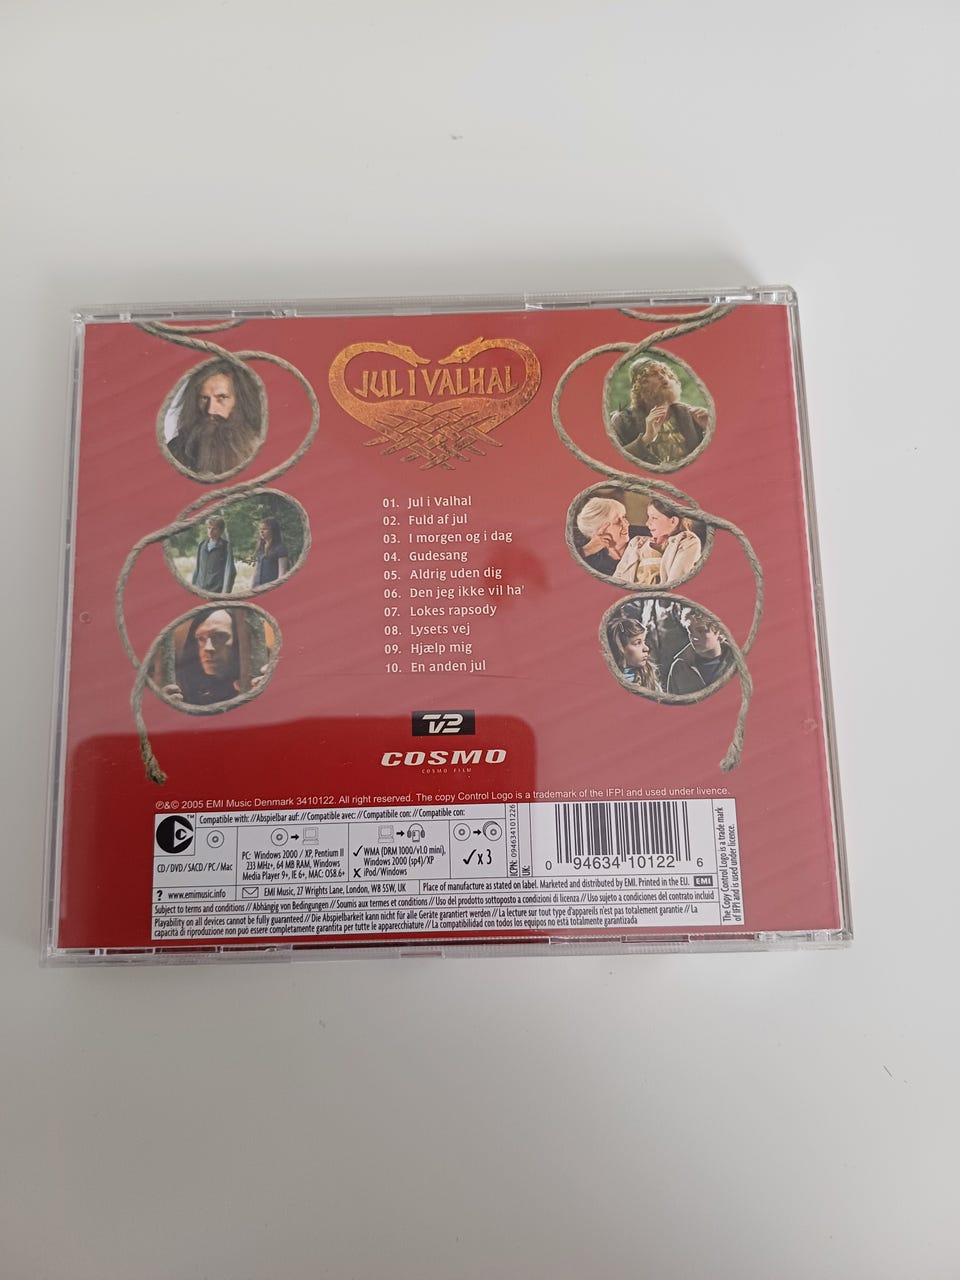 JUL I VALHAL
01. Jul i Valhal
02. Fuld af jul
03. I morgen og i dag
04. Gudesang
05. Aldrig uden dig
06. Den jeg ikke vil ha'
07. Lokes rapsody
08. Lysets vej
09. Hjælp mig
10. En anden jul
TV2
COSMO
COSMO FILM
℗&© 2005 EMI Music Denmark 3410122. All right reserved. The copy Control Logo is a trademark of the IFPI and used under licence.
Compatible with: //Abspielbar auf: //Compatible avec: //Compatibile con: //Compatible con:
TM
CD/DVD/SACD/PC/Mac
PC: Windows 2000 / XP, Pentium II
233 MHz+, 64 MB RAM, Windows
Media Player 9+, IE 6+, MAC: OS8.6+
✓ WMA (DRM 1000/v1.0 mini),
Windows 2000 (sp4)/XP
X iPod/Windows
✓x3
ICPN: 094634101226
UK:
0 94634 10122 6
The Copy Control Logo is a trade mark
of IFPI and is used under licence.
? www.emimusic.info
EMI Music, 27 Wrights Lane, London, W8 5SW, UK
Place of manufacture as stated on label. Marketed and distributed by EMI. Printed in the EU.
EMI
Subject to terms and conditions // Abhängig von Bedingungen // Soumis aux termes et conditions // Uso del prodotto sottoposto a condizioni di licenza // Uso sujeto a condiciones del contrato incluid
Playability on all devices cannot be fully guaranteed // Die Abspielbarkeit kann nicht für alle Geräte garantiert werden // La lecture sur tout type d'appareils n'est pas totalement garantie // La
capacità di riproduzione non può essere completamente garantita per tutte le apparecchiature // La compatibilidad con todos los equipos no està totalmente garantizada